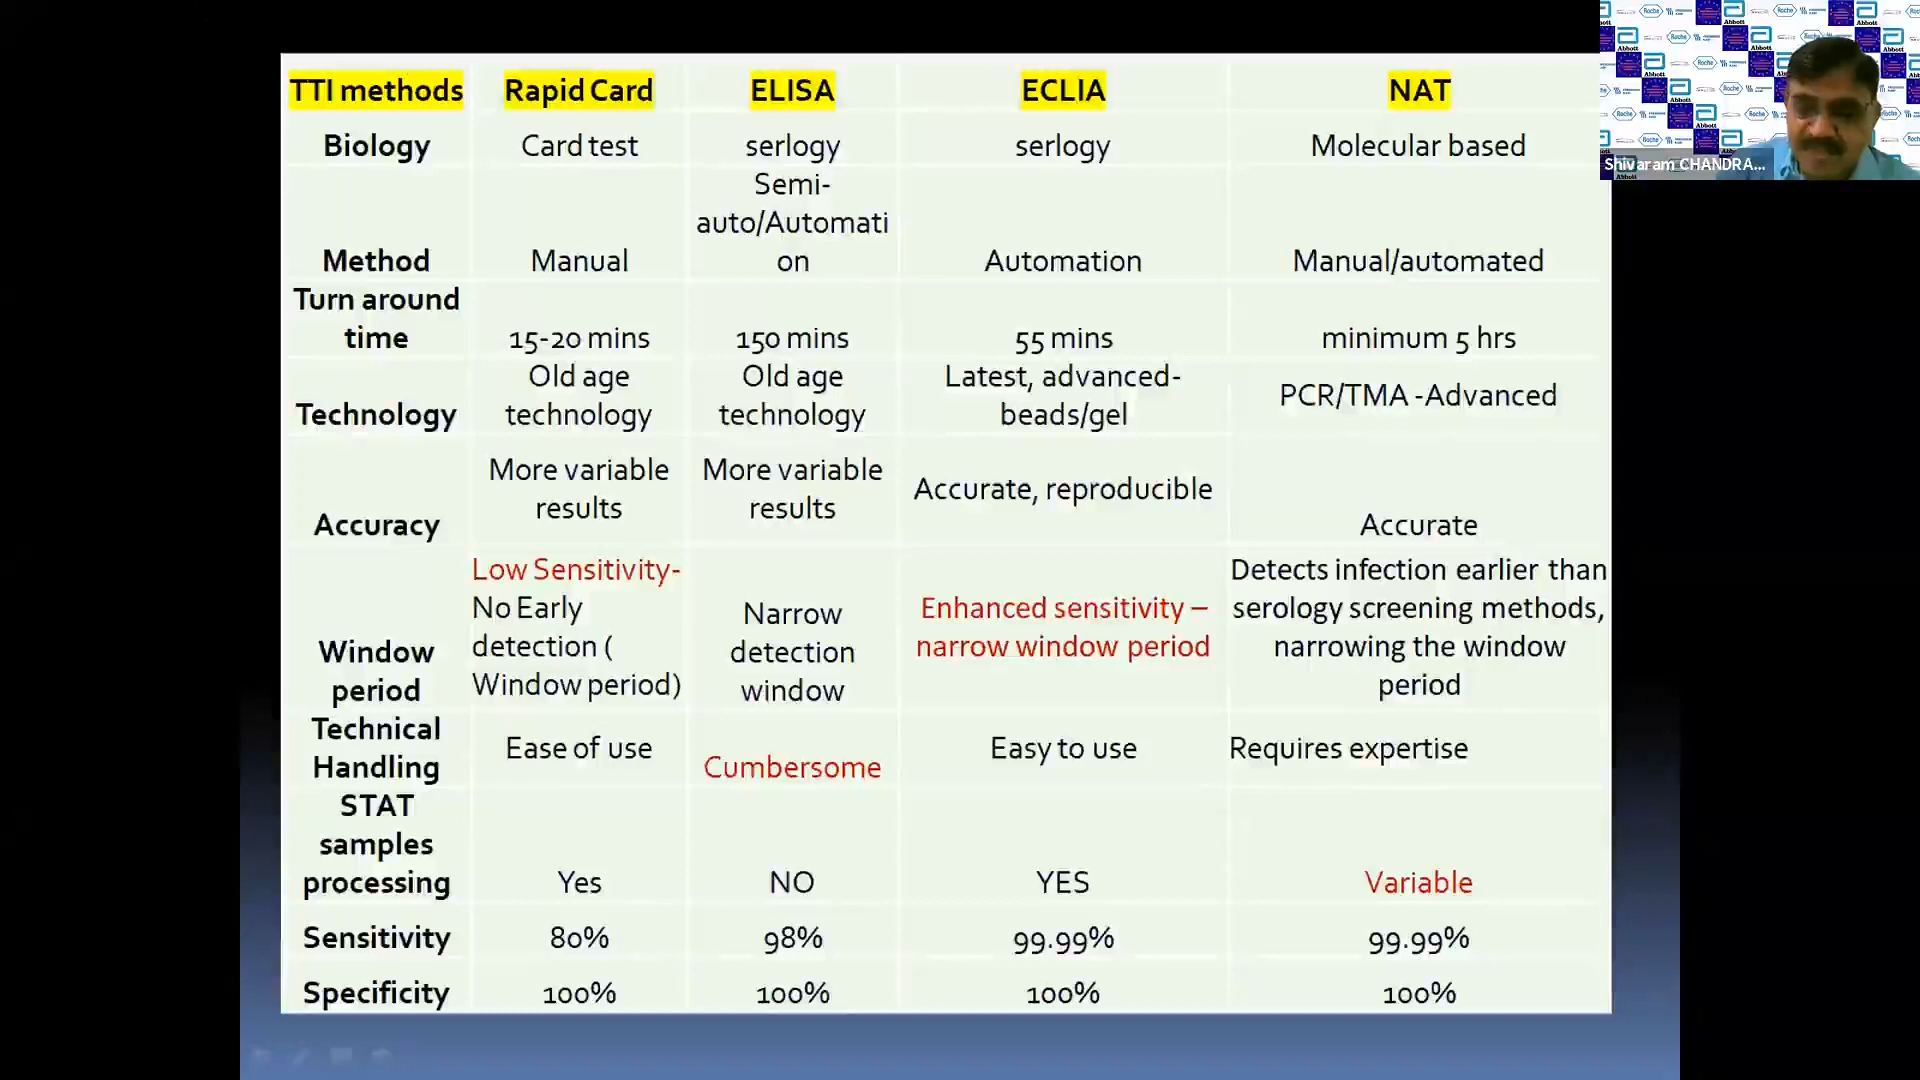 TTI methods Rapid Card ELISA ECLIA NAT
Biology Card test serlogy serlogy Molecular based
Semi-
auto/Automati
Method Manual on Automation Manual/automated
Turn around
time 15-20 mins 150 mins 55 mins minimum 5 hrs
Old age Old age Latest, advanced-
PCR/TMA -Advanced
Technology technology technology beads/gel
More variable More variable
Accurate, reproducible
results results
Accuracy Accurate
Low Sensitivity- Detects infection earlier than
No Early Narrow Enhanced sensitivity – serology screening methods,
detection ( detection narrow window period narrowing the window
Window
period Window period) window period
Technical
Ease of use Easy to use Requires expertise
Handling Cumbersome
STAT
samples
processing Yes NO YES Variable
Sensitivity 80% 98% 99.99% 99.99%
Specificity 100% 100% 100% 100%
Shivaram CHANDRA...
Roche
Abbott